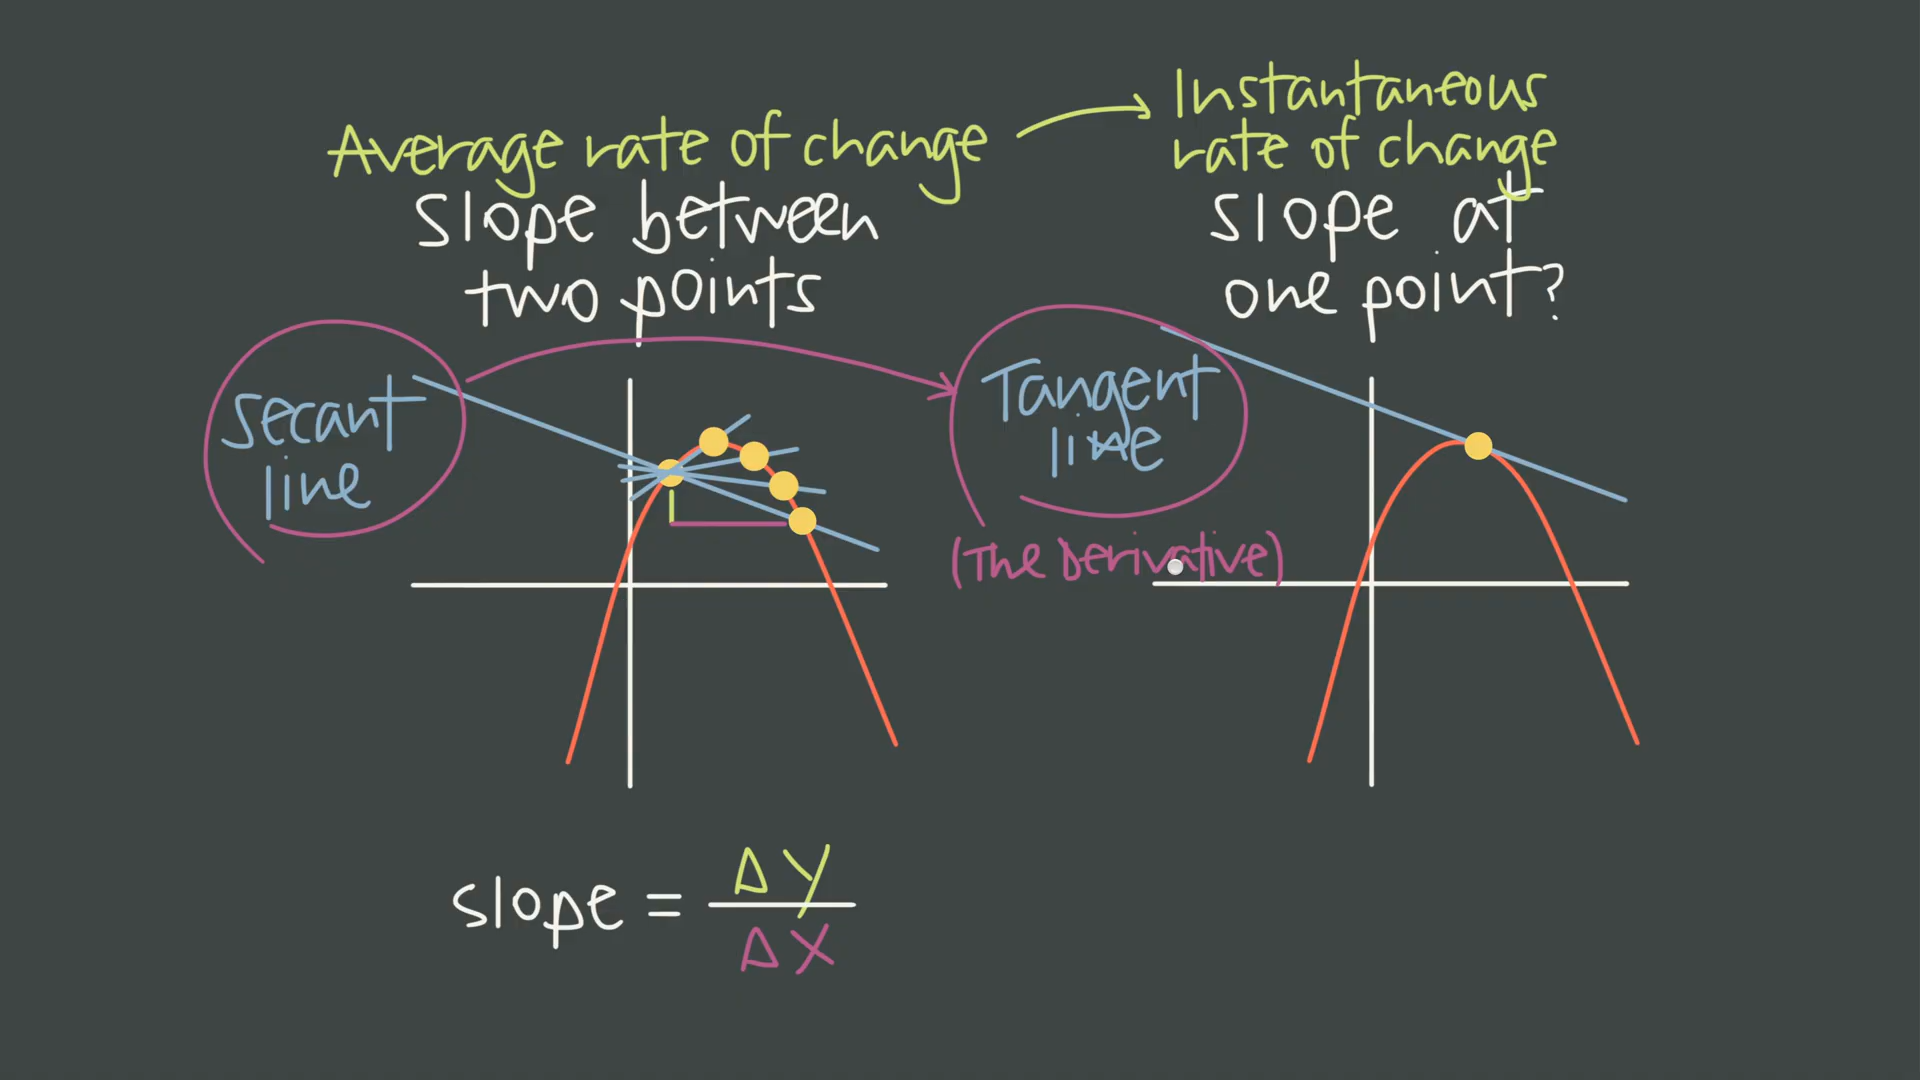 Average rate of change
slope between
two points
Secant
line
slope = Δy/Δx
Instantaneous
rate of change
slope at
one point?
Tangent
line
(The Derivative)